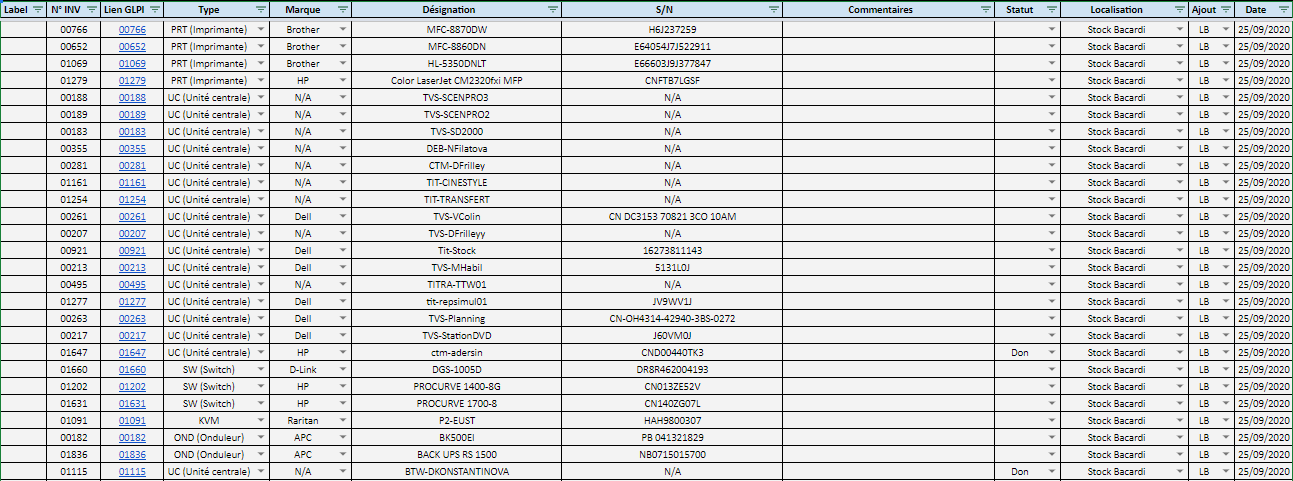 Label N° INV Lien GLPI Type Marque Désignation S/N Commentaires Statut Localisation Ajout Date
00766 00766 PRT (Imprimante) Brother MFC-8870DW H6J237259 Stock Bacardi LB 25/09/2020
00652 00652 PRT (Imprimante) Brother MFC-8860DN E64054J7J522911 Stock Bacardi LB 25/09/2020
01069 01069 PRT (Imprimante) Brother HL-5350DNLT E66603J9J377847 Stock Bacardi LB 25/09/2020
01279 01279 PRT (Imprimante) HP Color LaserJet CM2320fxi MFP CNFTB7LGSF Stock Bacardi LB 25/09/2020
00188 00188 UC (Unité centrale) N/A TVS-SCENPRO3 N/A Stock Bacardi LB 25/09/2020
00189 00189 UC (Unité centrale) N/A TVS-SCENPRO2 N/A Stock Bacardi LB 25/09/2020
00183 00183 UC (Unité centrale) N/A TVS-SD2000 N/A Stock Bacardi LB 25/09/2020
00355 00355 UC (Unité centrale) N/A DEB-NFilatova N/A Stock Bacardi LB 25/09/2020
00281 00281 UC (Unité centrale) N/A CTM-DFrilley N/A Stock Bacardi LB 25/09/2020
01161 01161 UC (Unité centrale) N/A TIT-CINESTYLE N/A Stock Bacardi LB 25/09/2020
01254 01254 UC (Unité centrale) N/A TIT-TRANSFERT N/A Stock Bacardi LB 25/09/2020
00261 00261 UC (Unité centrale) Dell TVS-VColin CN DC3153 70821 3CO 10AM Stock Bacardi LB 25/09/2020
00207 00207 UC (Unité centrale) N/A TVS-DFrilleyy N/A Stock Bacardi LB 25/09/2020
00921 00921 UC (Unité centrale) Dell Tit-Stock 16273811143 Stock Bacardi LB 25/09/2020
00213 00213 UC (Unité centrale) Dell TVS-MHabil 5131L0J Stock Bacardi LB 25/09/2020
00495 00495 UC (Unité centrale) N/A TITRA-TTW01 N/A Stock Bacardi LB 25/09/2020
01277 01277 UC (Unité centrale) Dell tit-repsimul01 JV9WV1J Stock Bacardi LB 25/09/2020
00263 00263 UC (Unité centrale) Dell TVS-Planning CN-OH4314-42940-3BS-0272 Stock Bacardi LB 25/09/2020
00217 00217 UC (Unité centrale) Dell TVS-StationDVD J60VM0J Stock Bacardi LB 25/09/2020
01647 01647 UC (Unité centrale) HP ctm-adersin CND00440TK3 Don Stock Bacardi LB 25/09/2020
01660 01660 SW (Switch) D-Link DGS-1005D DR8R462004193 Stock Bacardi LB 25/09/2020
01202 01202 SW (Switch) HP PROCURVE 1400-8G CN013ZE52V Stock Bacardi LB 25/09/2020
01631 01631 SW (Switch) HP PROCURVE 1700-8 CN140ZG07L Stock Bacardi LB 25/09/2020
01091 01091 KVM Raritan P2-EUST HAH9800307 Stock Bacardi LB 25/09/2020
00182 00182 OND (Onduleur) APC BK500EI PB 041321829 Stock Bacardi LB 25/09/2020
01836 01836 OND (Onduleur) APC BACK UPS RS 1500 NB0715015700 Stock Bacardi LB 25/09/2020
01115 01115 UC (Unité centrale) N/A BTW-DKONSTANTINOVA N/A Don Stock Bacardi LB 25/09/2020